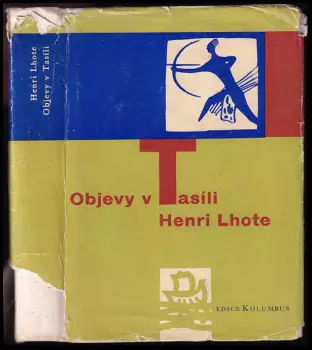 Henri Lhote
Objevy v Tasíli
Objevy v Tasíli
Henri Lhote
EDICE KOLUMBUS